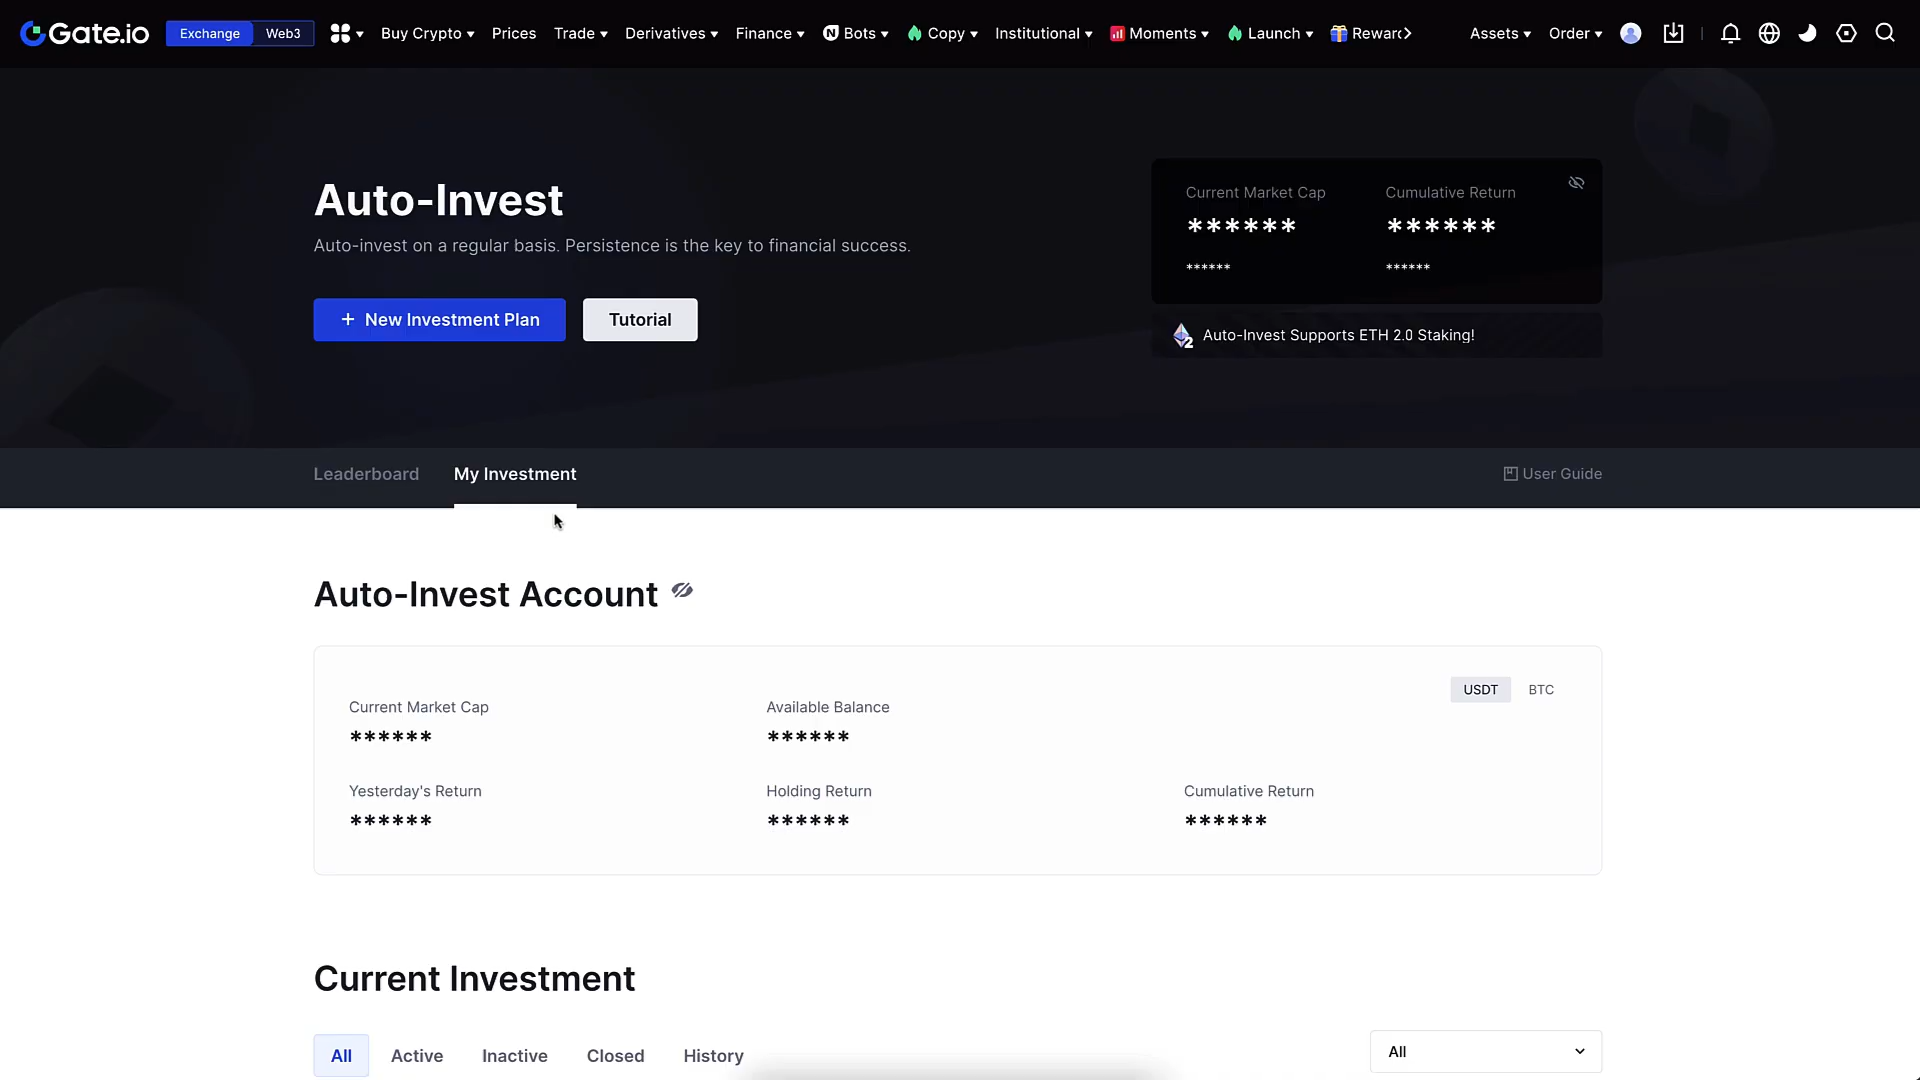 Gate.io Exchange Web3 Buy Crypto Prices Trade Derivatives Finance Bots Copy Institutional Moments Launch Rewarc Assets Order
Auto-Invest
Auto-invest on a regular basis. Persistence is the key to financial success.
+ New Investment Plan Tutorial
Current Market Cap Cumulative Return
****** ******
****** ******
Auto-Invest Supports ETH 2.0 Staking!
Leaderboard My Investment User Guide
Auto-Invest Account
USDT BTC
Current Market Cap Available Balance
****** ******
Yesterday's Return Holding Return Cumulative Return
****** ****** ******
Current Investment
All Active Inactive Closed History All